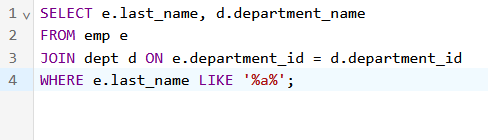 1 SELECT e.last_name, d.department_name
2 FROM emp e
3 JOIN dept d ON e.department_id = d.department_id
4 WHERE e.last_name LIKE '%a%';